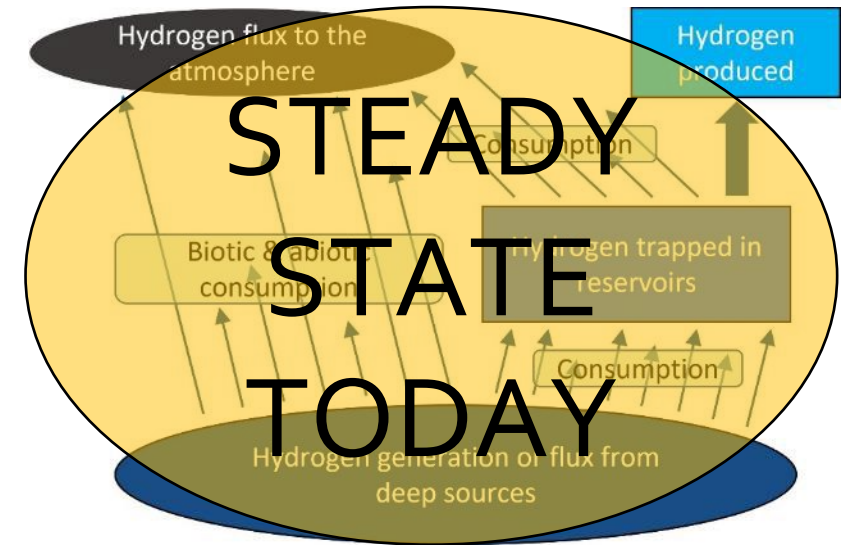 Hydrogen flux to the
atmosphere
Hydrogen
produced
STEADY
Consumption
Biotic & abiotic
consumption
Hydrogen trapped in
reservoirs
STATE
Consumption
TODAY
Hydrogen generation or flux from
deep sources